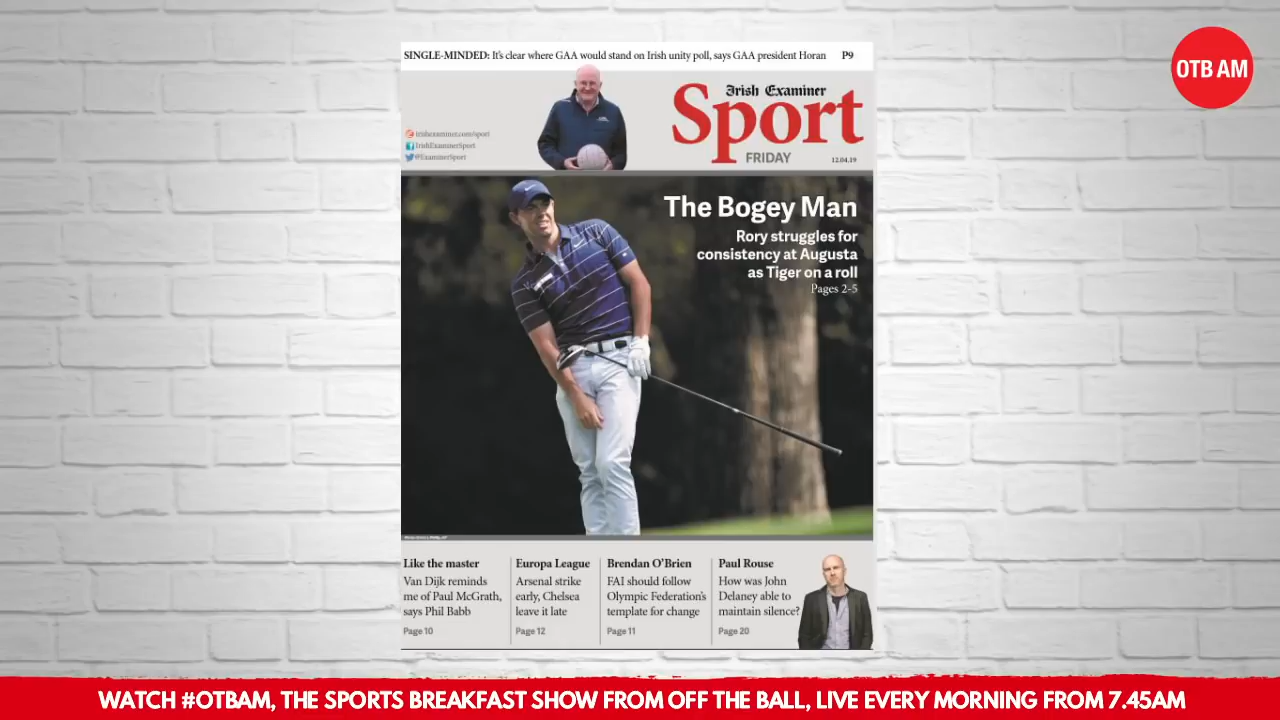 SINGLE-MINDED: It's clear where GAA would stand on Irish unity poll, says GAA president Horan P9
OTB AM
Irish Examiner
Sport
FRIDAY
12.04.19
irishexaminer.com/sport
IrishExaminerSport
@ExaminerSport
The Bogey Man
Rory struggles for
consistency at Augusta
as Tiger on a roll
Pages 2-5
Like the master
Van Dijk reminds
me of Paul McGrath,
says Phil Babb
Page 10
Europa League
Arsenal strike
early, Chelsea
leave it late
Page 12
Brendan O'Brien
FAI should follow
Olympic Federation's
template for change
Page 11
Paul Rouse
How was John
Delaney able to
maintain silence?
Page 20
WATCH #OTBAM, THE SPORTS BREAKFAST SHOW FROM OFF THE BALL, LIVE EVERY MORNING FROM 7.45AM